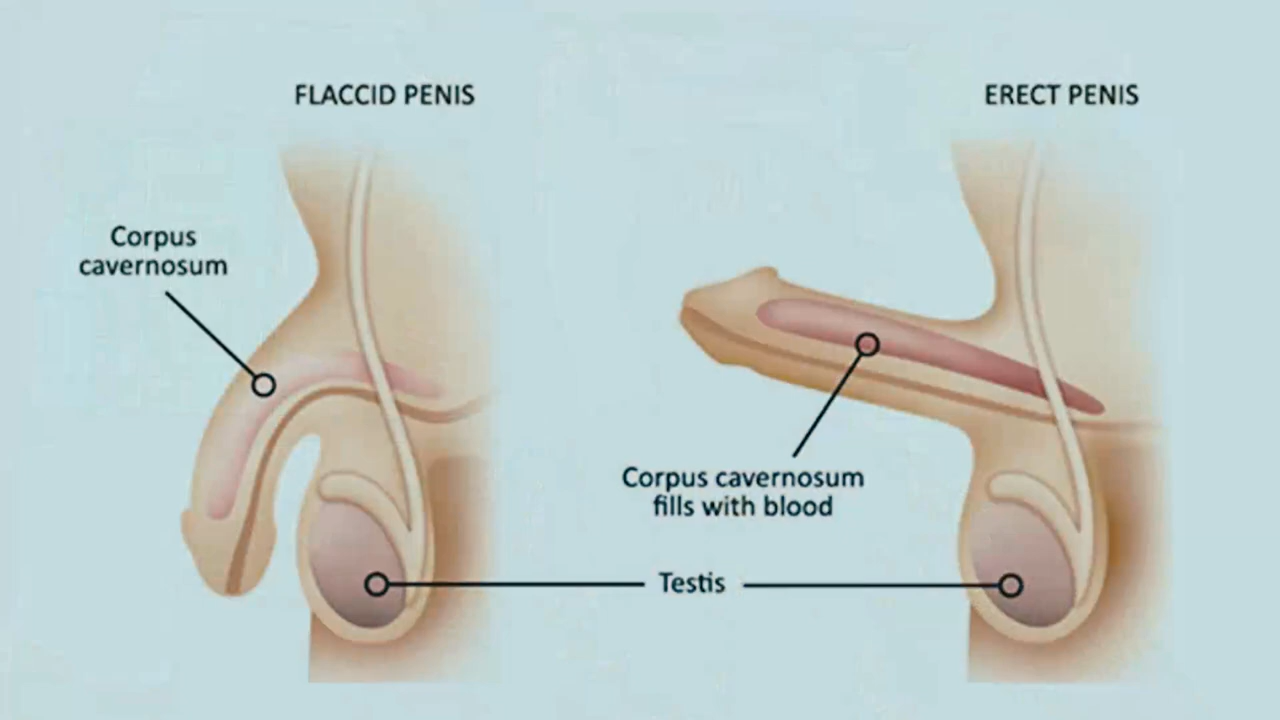 FLACCID PENIS
ERECT PENIS
Corpus
cavernosum
Corpus cavernosum
fills with blood
Testis